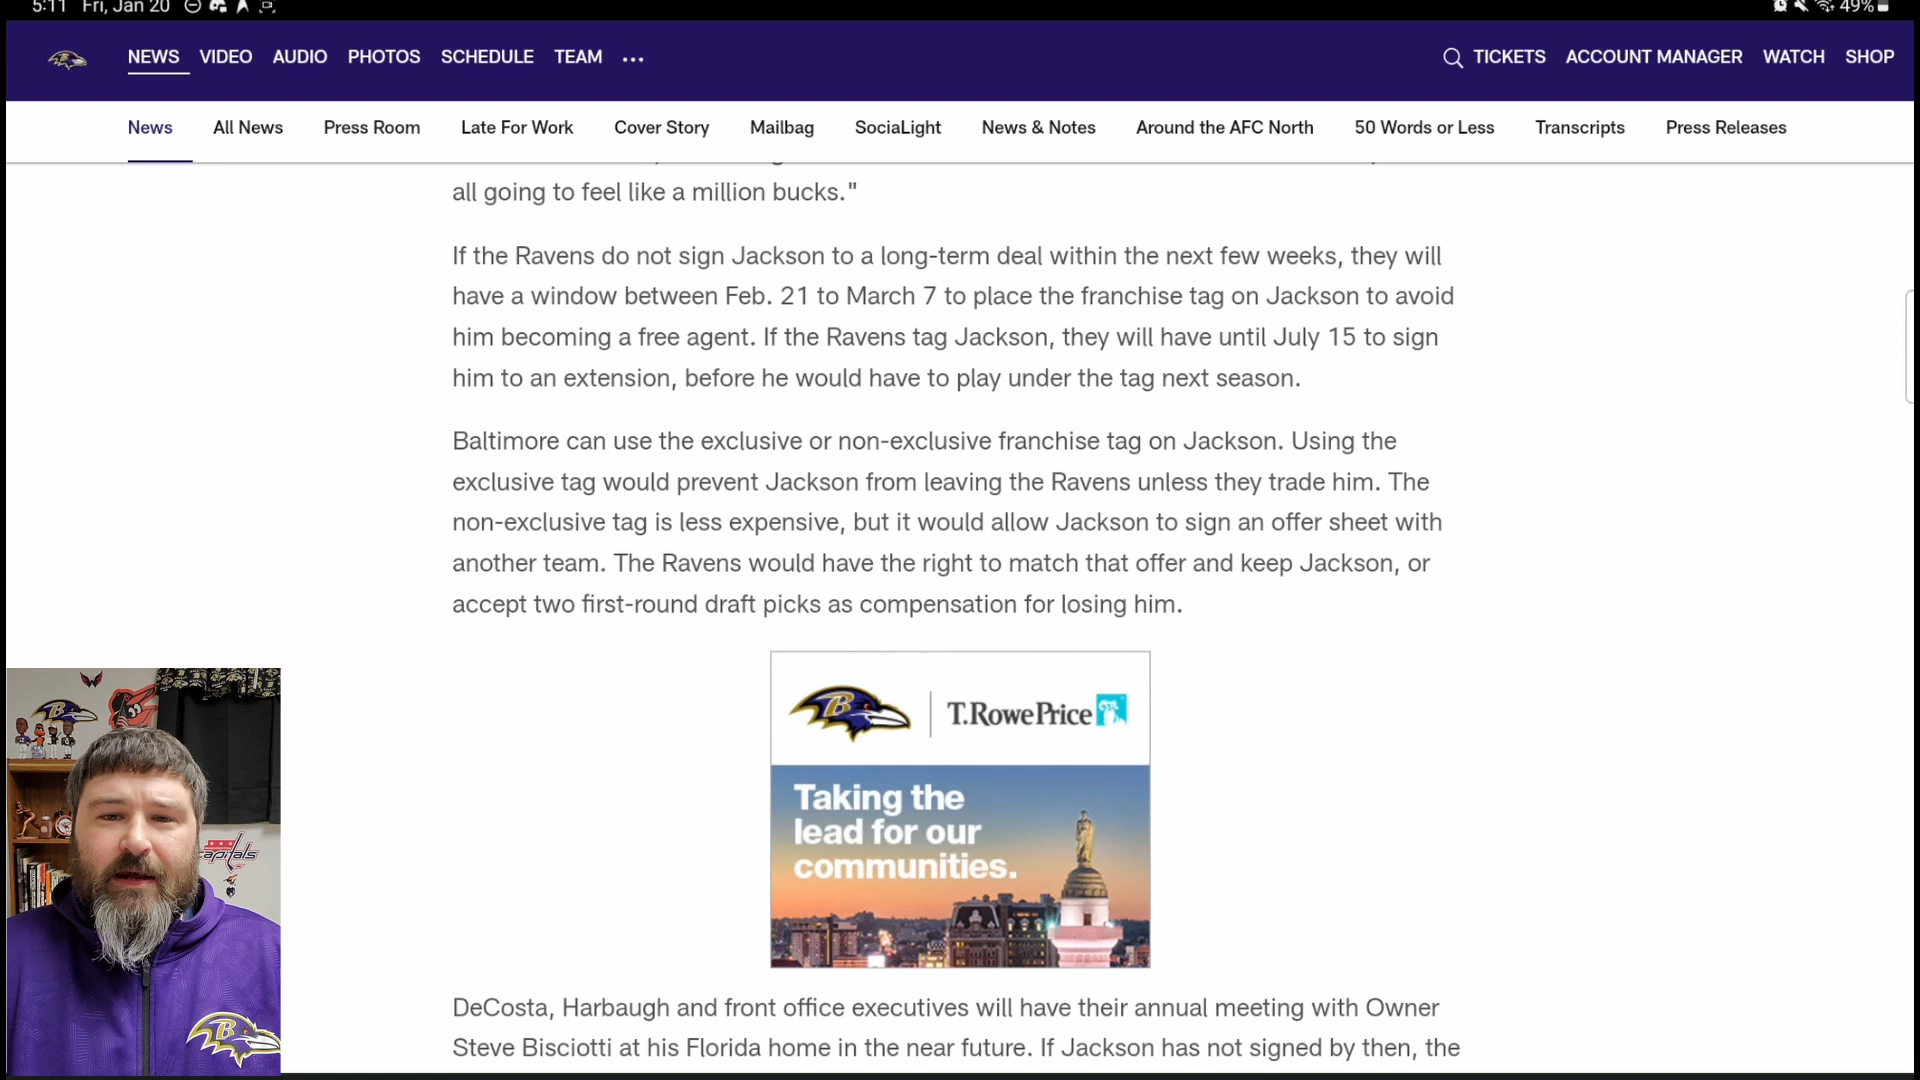 5:11 Fri, Jan 20
49%
NEWS VIDEO AUDIO PHOTOS SCHEDULE TEAM ...
TICKETS ACCOUNT MANAGER WATCH SHOP
News All News Press Room Late For Work Cover Story Mailbag SociaLight News & Notes Around the AFC North 50 Words or Less Transcripts Press Releases
all going to feel like a million bucks."
If the Ravens do not sign Jackson to a long-term deal within the next few weeks, they will
have a window between Feb. 21 to March 7 to place the franchise tag on Jackson to avoid
him becoming a free agent. If the Ravens tag Jackson, they will have until July 15 to sign
him to an extension, before he would have to play under the tag next season.
Baltimore can use the exclusive or non-exclusive franchise tag on Jackson. Using the
exclusive tag would prevent Jackson from leaving the Ravens unless they trade him. The
non-exclusive tag is less expensive, but it would allow Jackson to sign an offer sheet with
another team. The Ravens would have the right to match that offer and keep Jackson, or
accept two first-round draft picks as compensation for losing him.
B
T.RowePrice
Taking the
lead for our
communities.
capitals
B
DeCosta, Harbaugh and front office executives will have their annual meeting with Owner
Steve Bisciotti at his Florida home in the near future. If Jackson has not signed by then, the